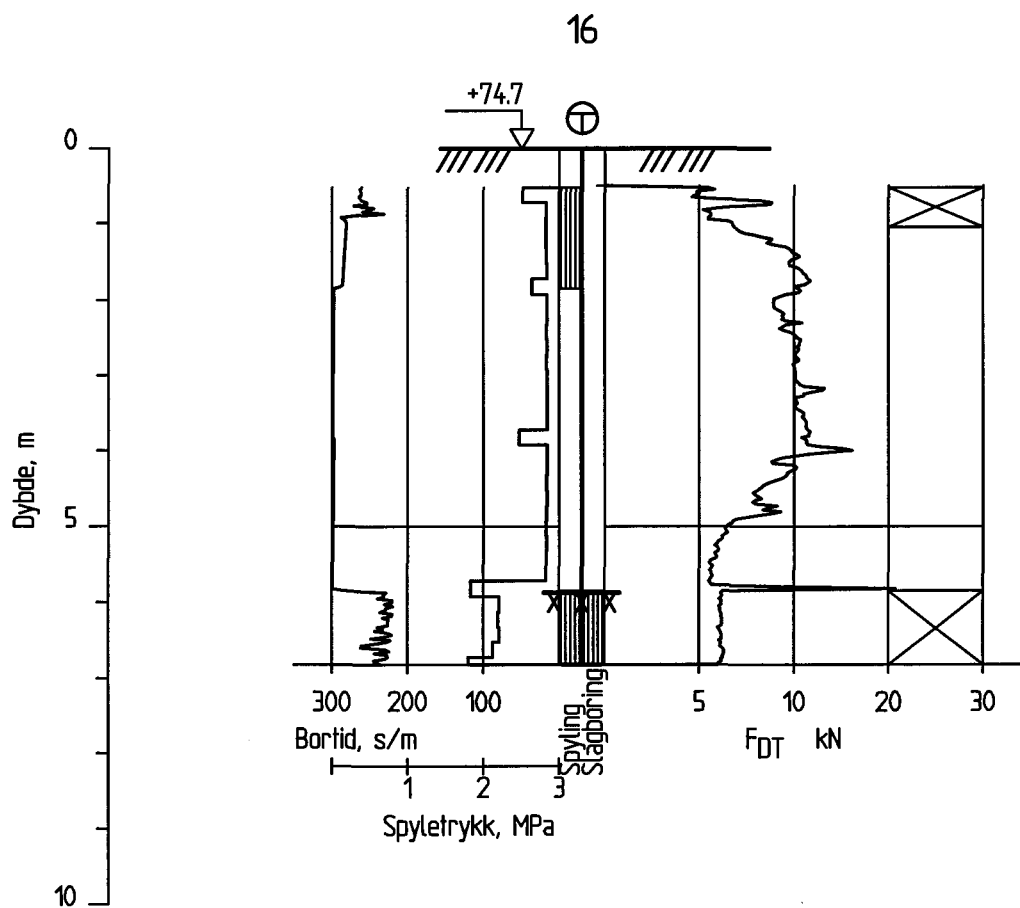 16
+74.7
T
0
Dybde, m
5
10
300 200 100
5 10 20 30
Bortid, s/m
Spyling
Slagboring
FDT kN
1 2 3
Spyletrykk, MPa